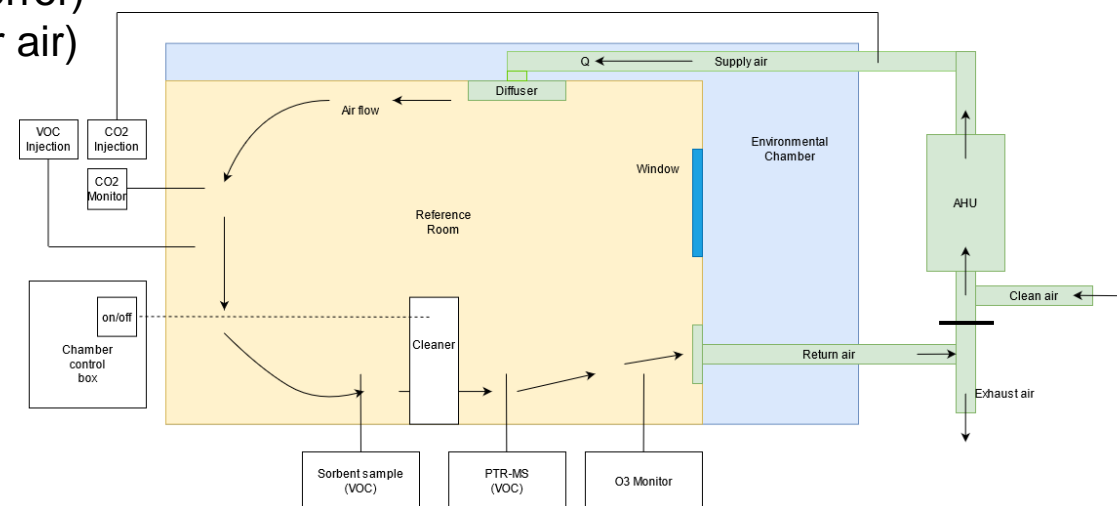 r air)
Q
Supply air
Diffuser
Air flow
VOC
Injection
CO2
Injection
CO2
Monitor
Environmental
Chamber
Window
Reference
Room
AHU
Clean air
on/off
Chamber
control
box
Cleaner
Return air
Exhaust air
Sorbent sample
(VOC)
PTR-MS
(VOC)
O3 Monitor